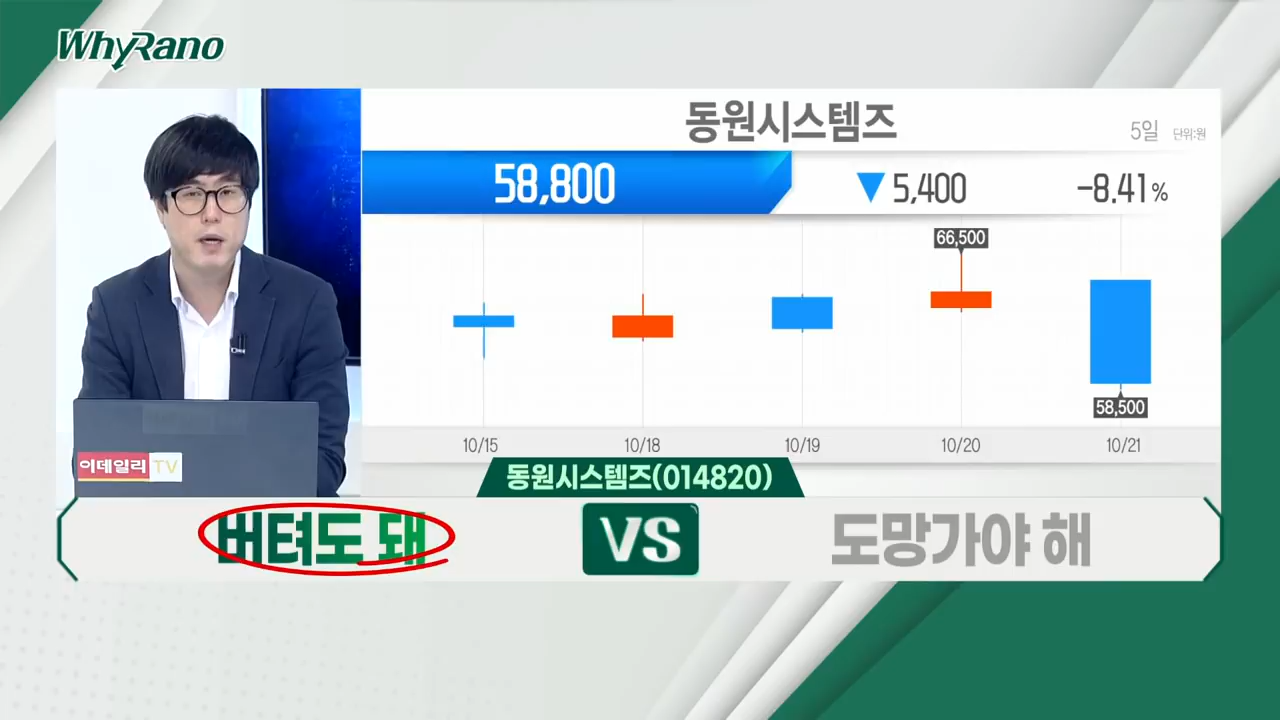 WhyRano
동원시스템즈
5일 단위:원
58,800 ▼ 5,400 -8.41%
66,500
58,500
10/15 10/18 10/19 10/20 10/21
이데일리 TV
동원시스템즈(014820)
버텨도 돼 VS 도망가야 해